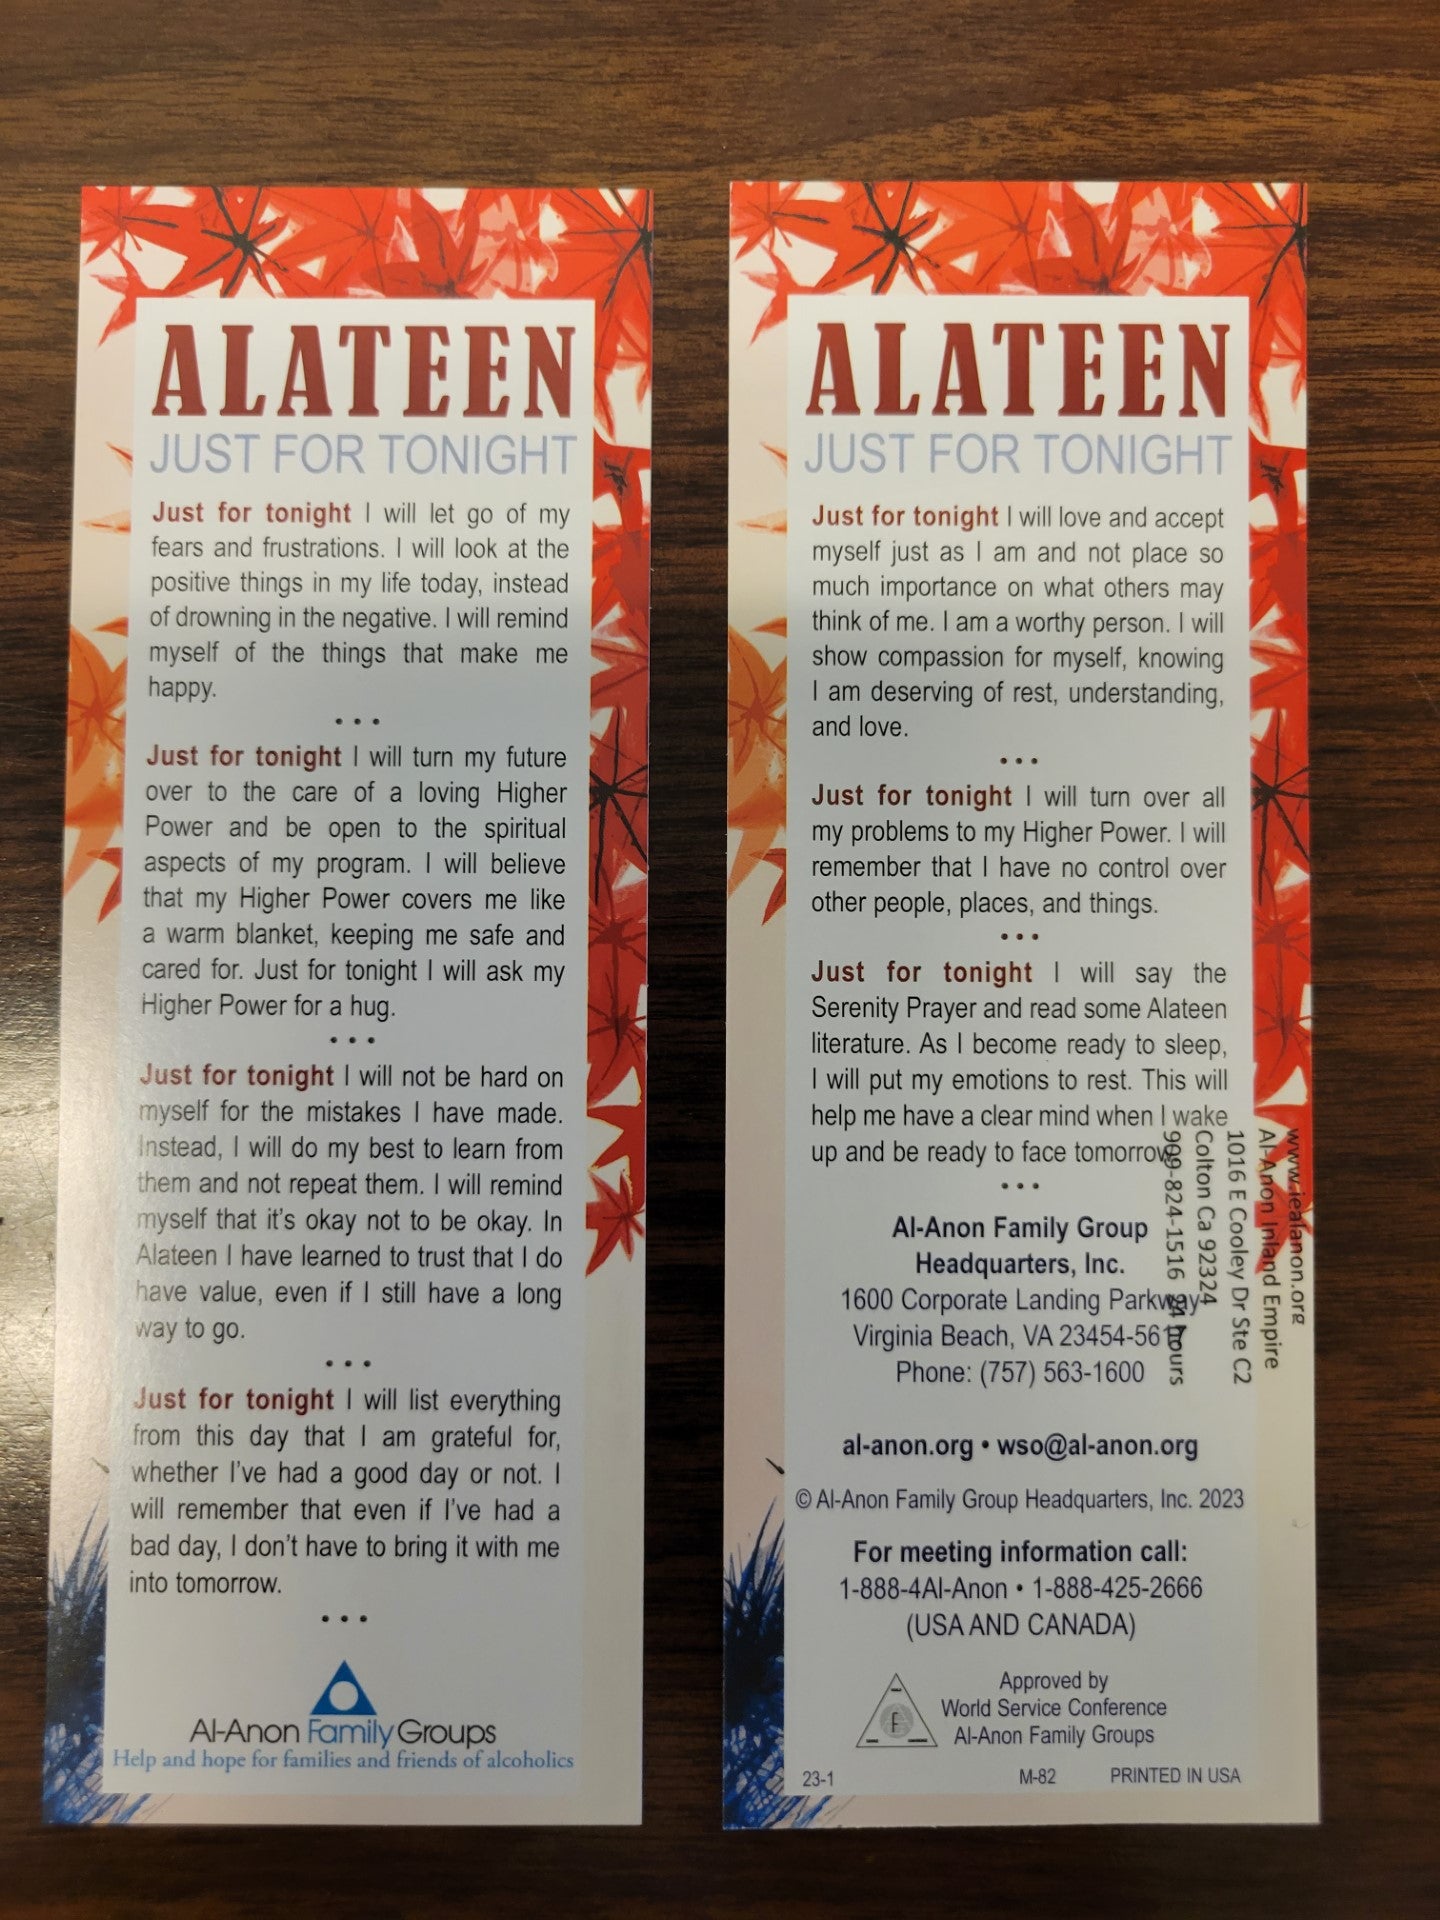 ALATEEN
JUST FOR TONIGHT
Just for tonight I will let go of my
fears and frustrations. I will look at the
positive things in my life today, instead
of drowning in the negative. I will remind
myself of the things that make me
happy.
• • •
Just for tonight I will turn my future
over to the care of a loving Higher
Power and be open to the spiritual
aspects of my program. I will believe
that my Higher Power covers me like
a warm blanket, keeping me safe and
cared for. Just for tonight I will ask my
Higher Power for a hug.
• • •
Just for tonight I will not be hard on
myself for the mistakes I have made.
Instead, I will do my best to learn from
them and not repeat them. I will remind
myself that it's okay not to be okay. In
Alateen I have learned to trust that I do
have value, even if I still have a long
way to go.
• • •
Just for tonight I will list everything
from this day that I am grateful for,
whether I've had a good day or not. I
will remember that even if I've had a
bad day, I don't have to bring it with me
into tomorrow.
• • •
Al-Anon Family Groups
Help and hope for families and friends of alcoholics
ALATEEN
JUST FOR TONIGHT
Just for tonight I will love and accept
myself just as I am and not place so
much importance on what others may
think of me. I am a worthy person. I will
show compassion for myself, knowing
I am deserving of rest, understanding,
and love.
• • •
Just for tonight I will turn over all
my problems to my Higher Power. I will
remember that I have no control over
other people, places, and things.
• • •
Just for tonight I will say the
Serenity Prayer and read some Alateen
literature. As I become ready to sleep,
I will put my emotions to rest. This will
help me have a clear mind when I wake
up and be ready to face tomorrow.
• • •
Al-Anon Family Group
Headquarters, Inc.
1600 Corporate Landing Parkway
Virginia Beach, VA
Phone: (757) 563-1600
al-anon.org • wso@al-anon.org
© Al-Anon Family Group Headquarters, Inc. 2023
For meeting information call:
1-888-4Al-Anon • 1-888-425-2666
(USA AND CANADA)
F
Approved by
World Service Conference
Al-Anon Family Groups
23-1 M-82 PRINTED IN USA
www.iealanon.org
Al-Anon Inland Empire
1016 E Cooley Dr Ste C2
Colton Ca 92324
909-824-1516 24 hours